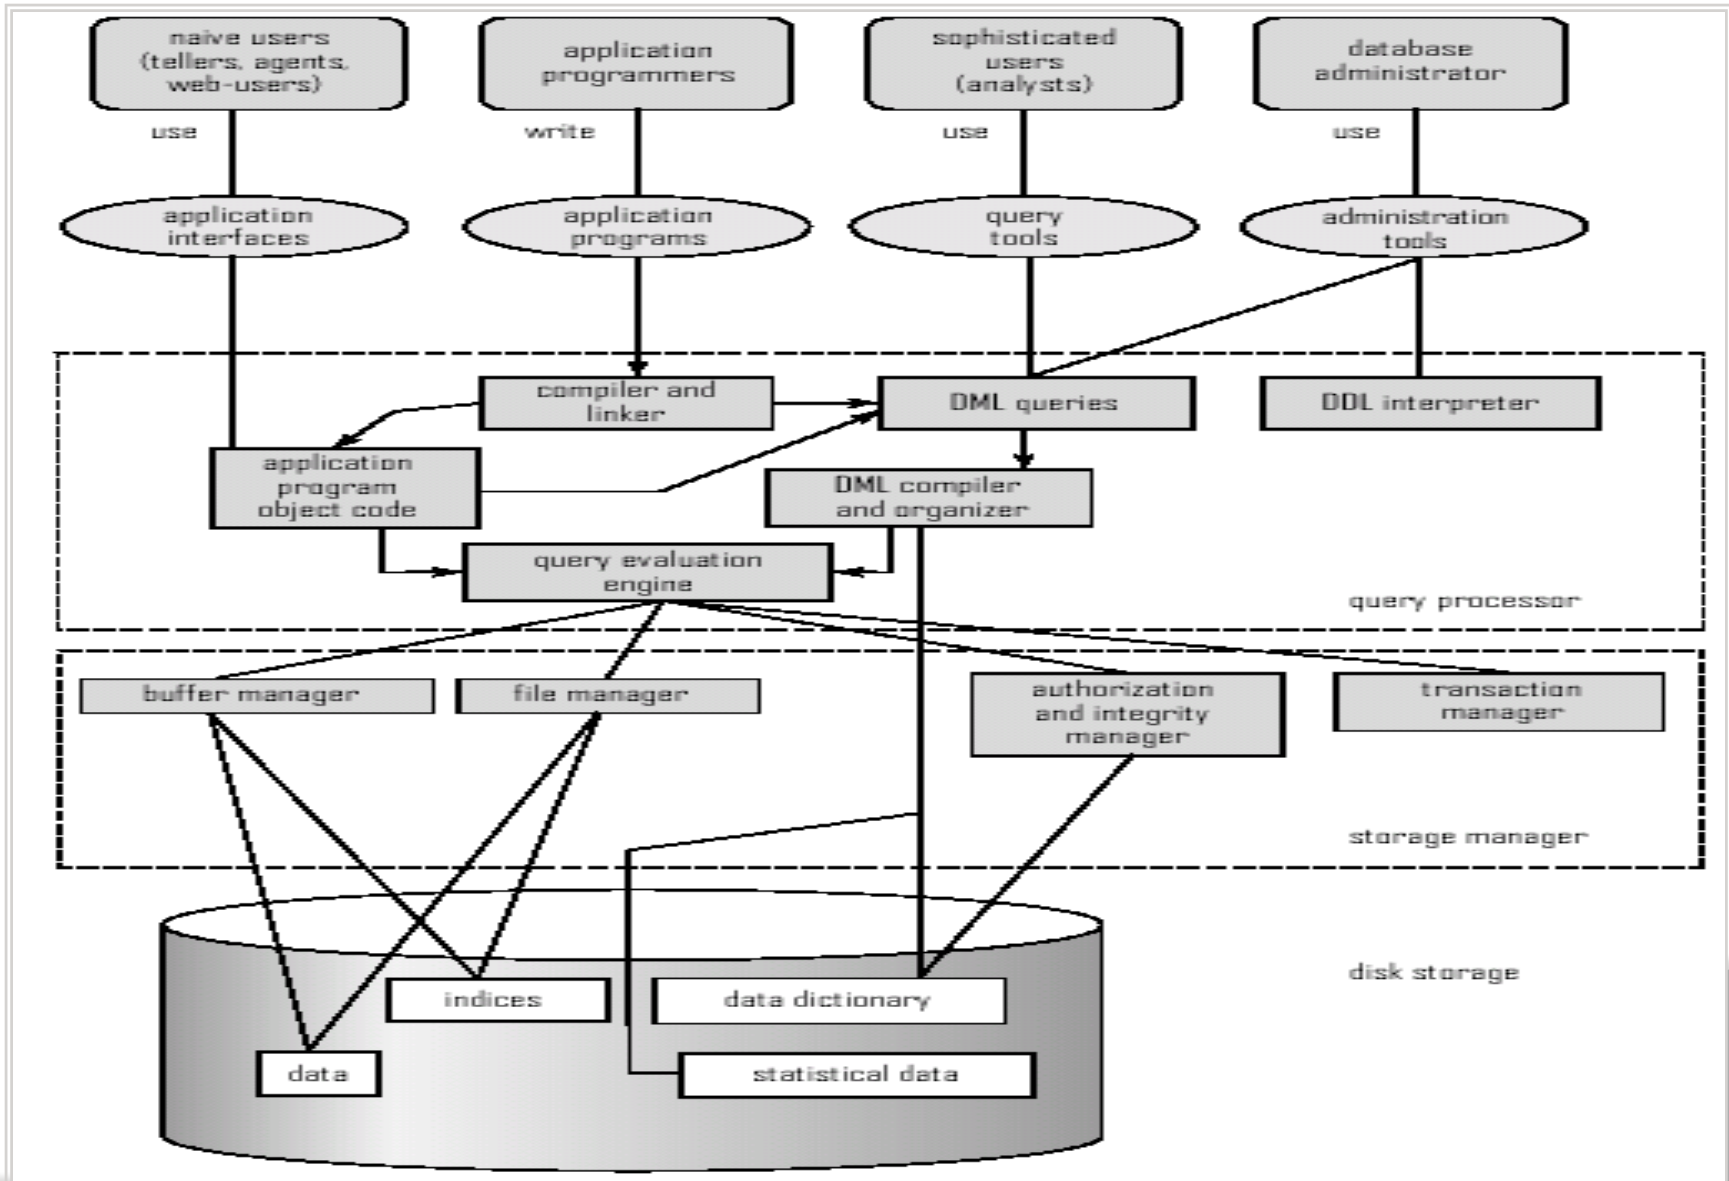 naive users
(tellers, agents,
web-users)
application
programmers
sophisticated
users
(analysts)
database
administrator
use
write
use
use
application
interfaces
application
programs
query
tools
administration
tools
compiler and
linker
DML queries
DDL interpreter
application
program
object code
DML compiler
and organizer
query evaluation
engine
query processor
buffer manager
file manager
authorization
and integrity
manager
transaction
manager
storage manager
disk storage
indices
data dictionary
data
statistical data